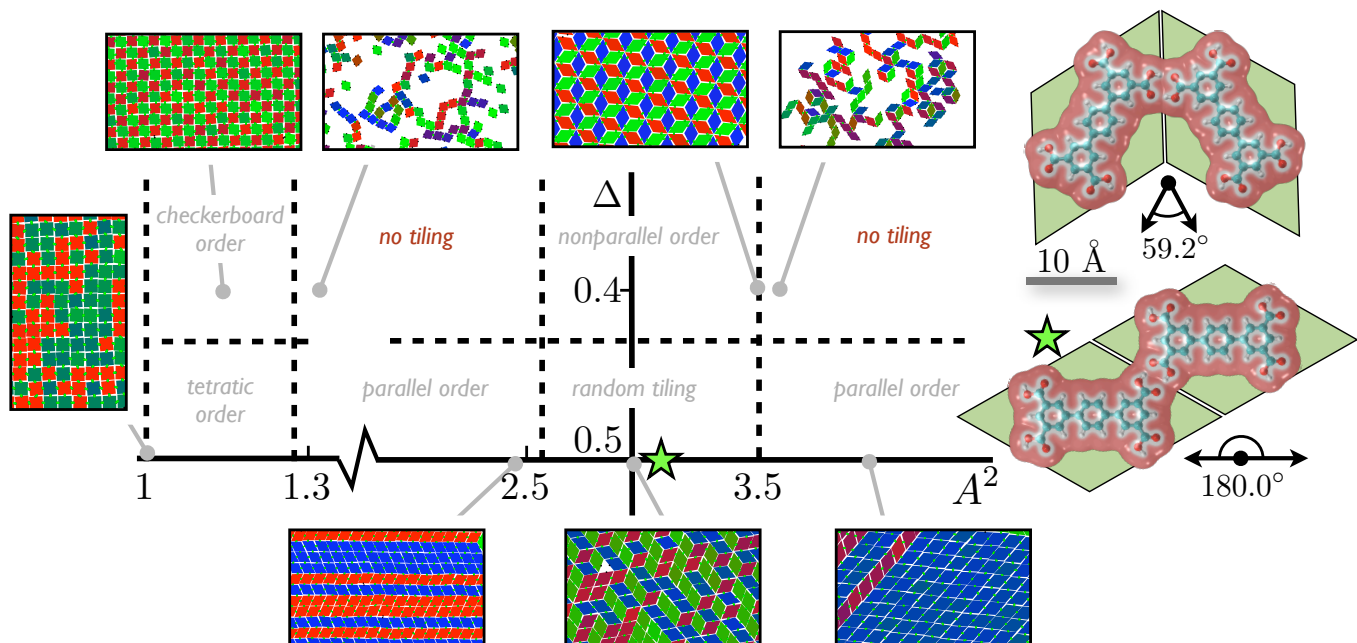 checkerboard
order
no tiling
Δ
nonparallel order
no tiling
0.4
tetratic
order
parallel order
random tiling
parallel order
0.5
1
1.3
2.5
3.5
A²
59.2°
10 Å
180.0°